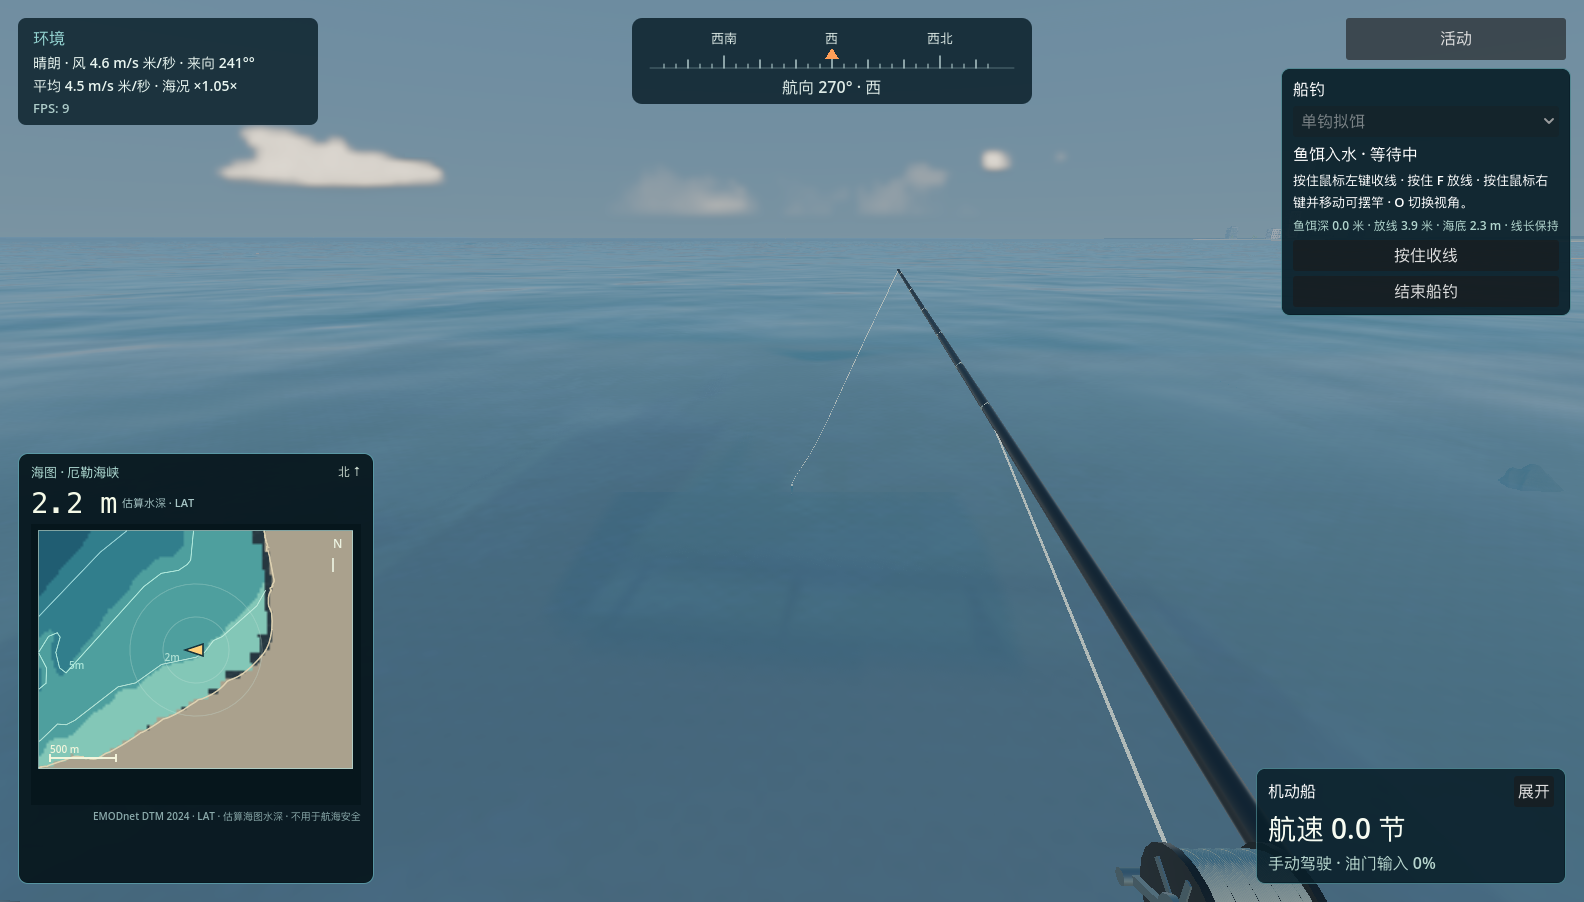 环境
晴朗 · 风 4.6 m/s 米/秒 · 来向 241°°
平均 4.5 m/s 米/秒 · 海况 ×1.05×
FPS: 9
西南 西 西北
航向 270° · 西
活动
船钓
单钩拟饵
鱼饵入水 · 等待中
按住鼠标左键收线 · 按住 F 放线 · 按住鼠标右
键并移动可摆竿 · O 切换视角。
鱼饵深 0.0 米 · 放线 3.9 米 · 海底 2.3 m · 线长保持
按住收线
结束船钓
海图 · 厄勒海峡 北 ↑
2.2 m 估算水深 · LAT
N
2m
5m
500 m
EMODnet DTM 2024 · LAT · 估算海图水深 · 不用于航海安全
机动船 展开
航速 0.0 节
手动驾驶 · 油门输入 0%